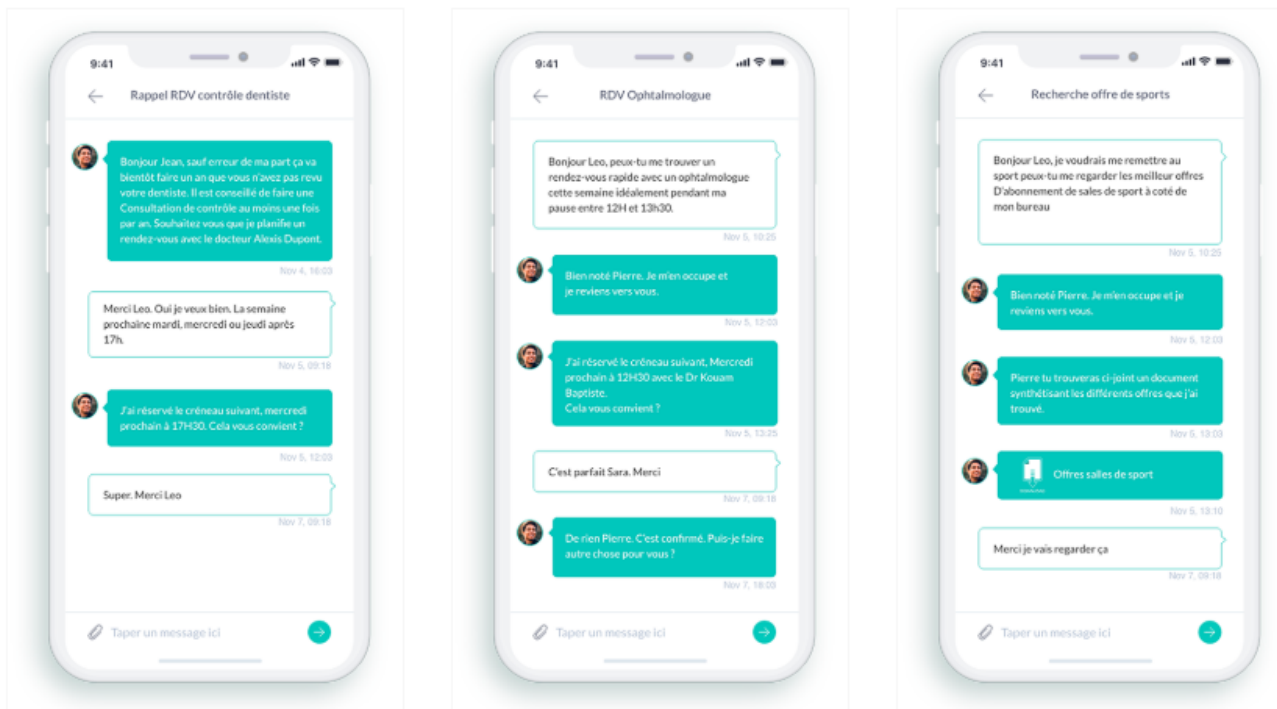 9:41
Rappel RDV contrôle dentiste
Bonjour Jean, sauf erreur de ma part ça va
bientôt faire un an que vous n'avez pas revu
votre dentiste. Il est conseillé de faire une
Consultation de contrôle au moins une fois
par an. Souhaitez vous que je planifie un
rendez-vous avec le docteur Alexis Dupont.
Nov 4, 16:03
Merci Leo. Oui je veux bien. La semaine
prochaine mardi, mercredi ou jeudi après
17h.
Nov 5, 09:18
J'ai réservé le créneau suivant, mercredi
prochain à 17H30. Cela vous convient ?
Nov 5, 12:03
Super. Merci Leo
Nov 7, 09:18
Taper un message ici
9:41
RDV Ophtalmologue
Bonjour Leo, peux-tu me trouver un
rendez-vous rapide avec un ophtalmologue
cette semaine idéalement pendant ma
pause entre 12H et 13h30.
Nov 5, 10:25
Bien noté Pierre. Je m'en occupe et
je reviens vers vous.
Nov 5, 12:03
J'ai réservé le créneau suivant, Mercredi
prochain à 12H30 avec le Dr Kouam
Baptiste.
Cela vous convient ?
Nov 5, 13:25
C'est parfait Sara. Merci
Nov 7, 09:18
De rien Pierre. C'est confirmé. Puis-je faire
autre chose pour vous ?
Nov 7, 18:03
Taper un message ici
9:41
Recherche offre de sports
Bonjour Leo, je voudrais me remettre au
sport peux-tu me regarder les meilleur offres
D'abonnement de sales de sport à coté de
mon bureau
Nov 5, 10:25
Bien noté Pierre. Je m'en occupe et je
reviens vers vous.
Nov 5, 12:03
Pierre tu trouveras ci-joint un document
synthétisant les différents offres que j'ai
trouvé.
Nov 5, 13:03
Offres salles de sport
Nov 5, 13:10
Merci je vais regarder ça
Nov 7, 09:18
Taper un message ici